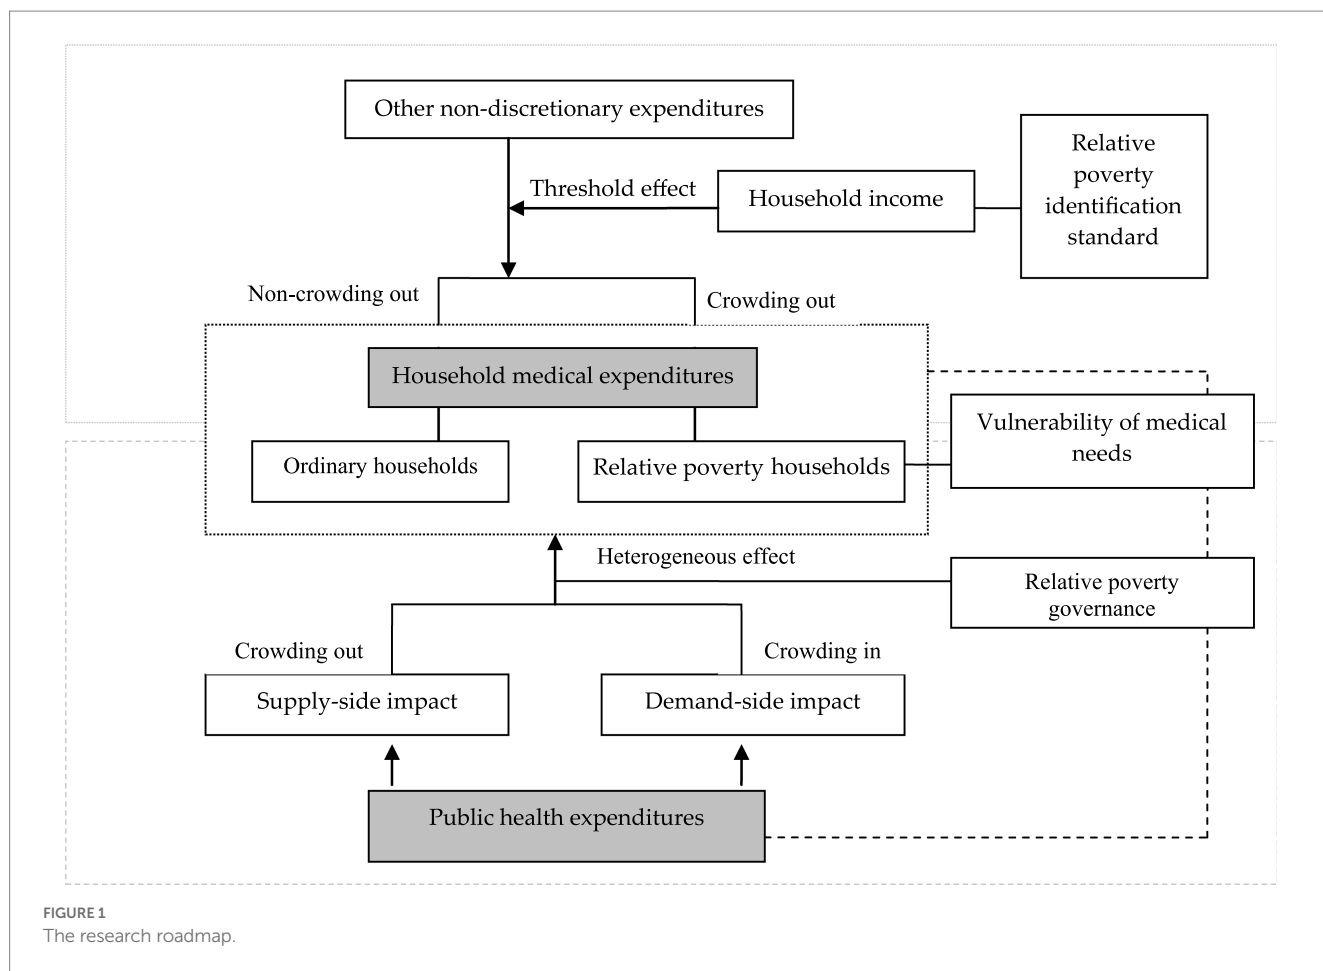 Other non-discretionary expenditures
Relative
poverty
identification
standard
Threshold effect
Household income
Non-crowding out
Crowding out
Household medical expenditures
Vulnerability of medical
needs
Ordinary households
Relative poverty households
Heterogeneous effect
Relative poverty
governance
Crowding out
Crowding in
Supply-side impact
Demand-side impact
Public health expenditures
FIGURE 1
The research roadmap.